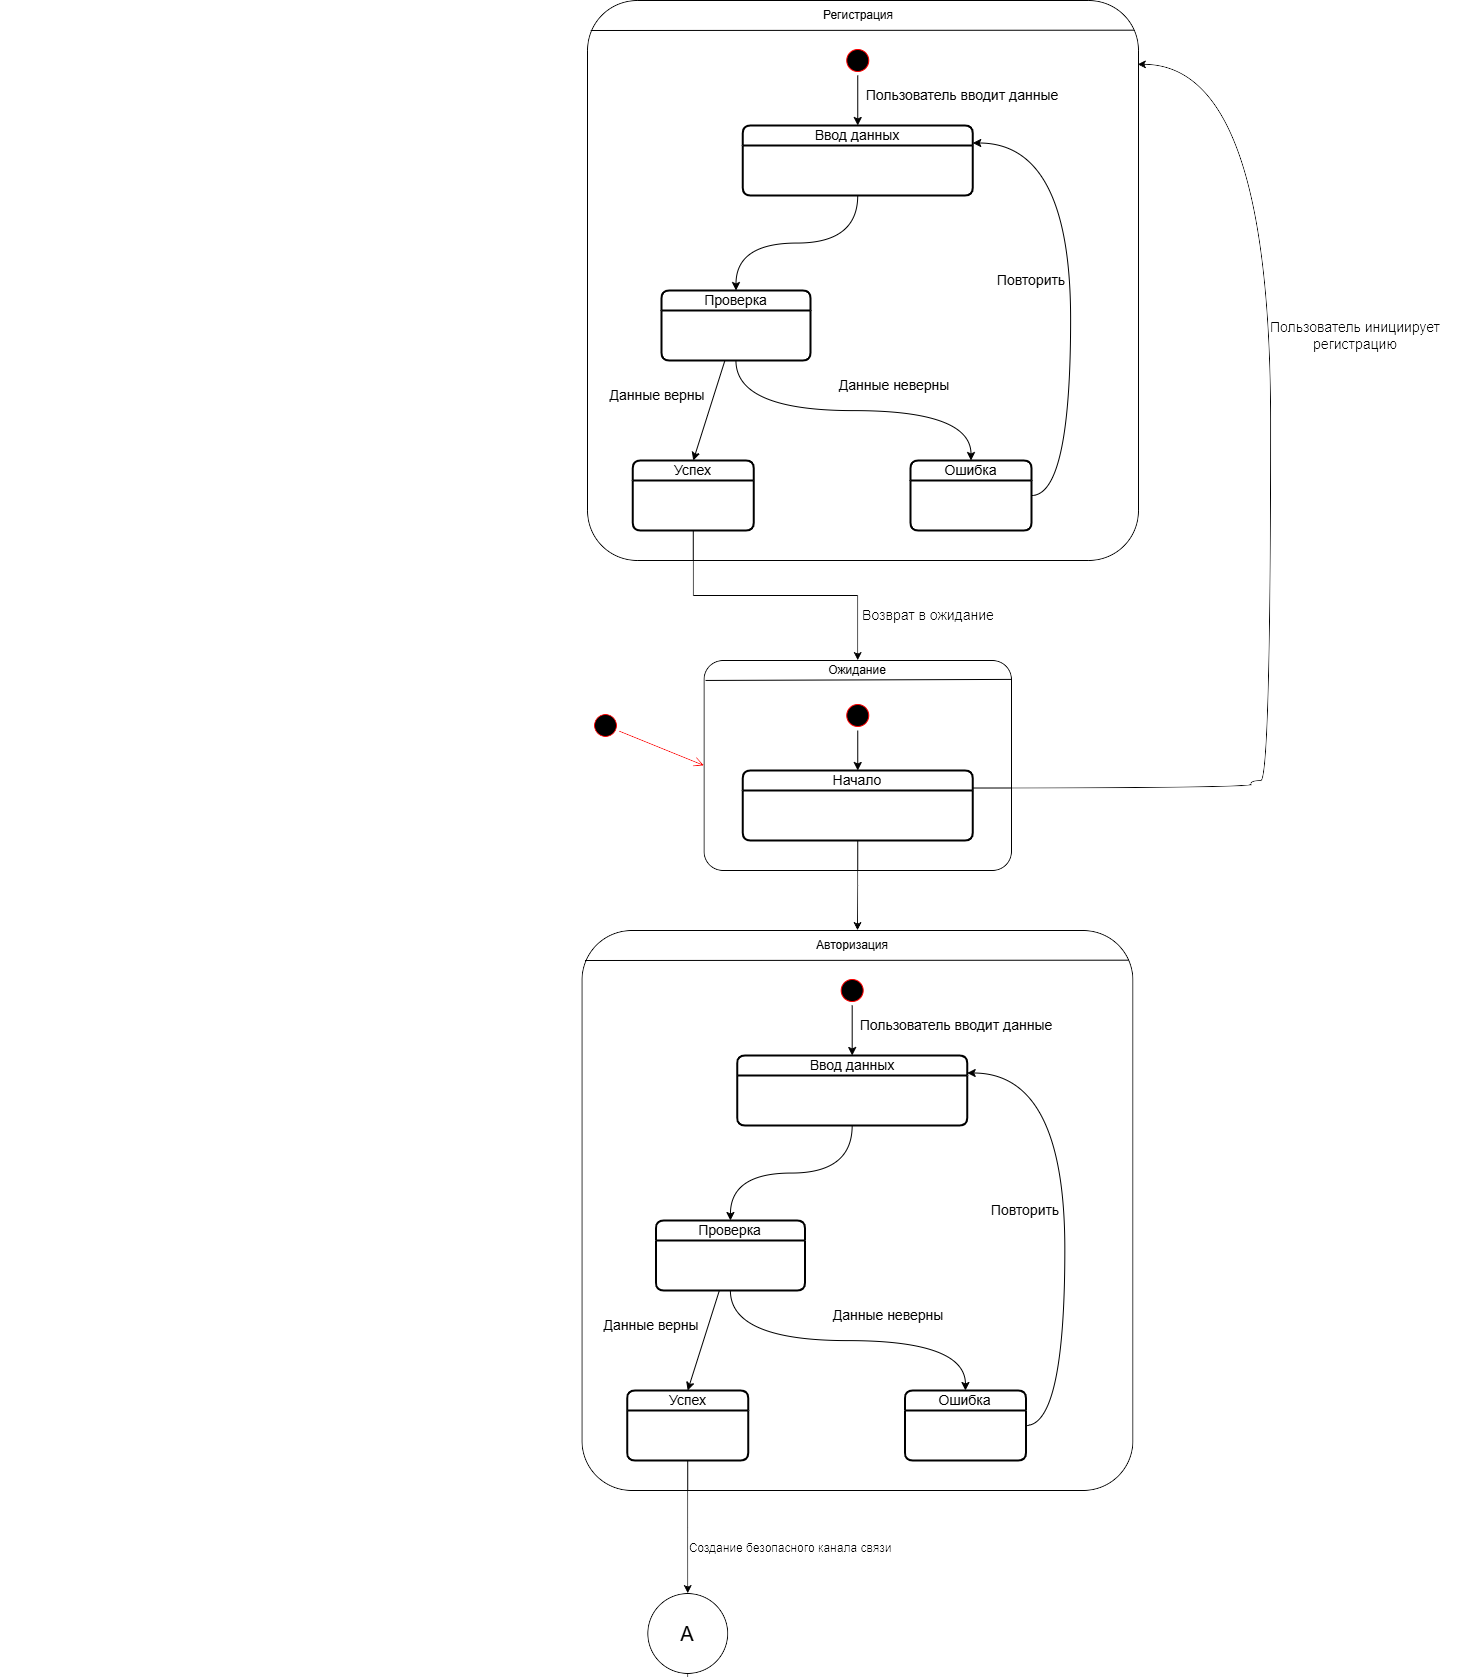 Регистрация
Пользователь вводит данные
Ввод данных
Повторить
Проверка
Пользователь инициирует
регистрацию
Данные неверны
Данные верны
Успех
Ошибка
Возврат в ожидание
Ожидание
Начало
Авторизация
Пользователь вводит данные
Ввод данных
Повторить
Проверка
Данные неверны
Данные верны
Успех
Ошибка
Создание безопасного канала связи
A